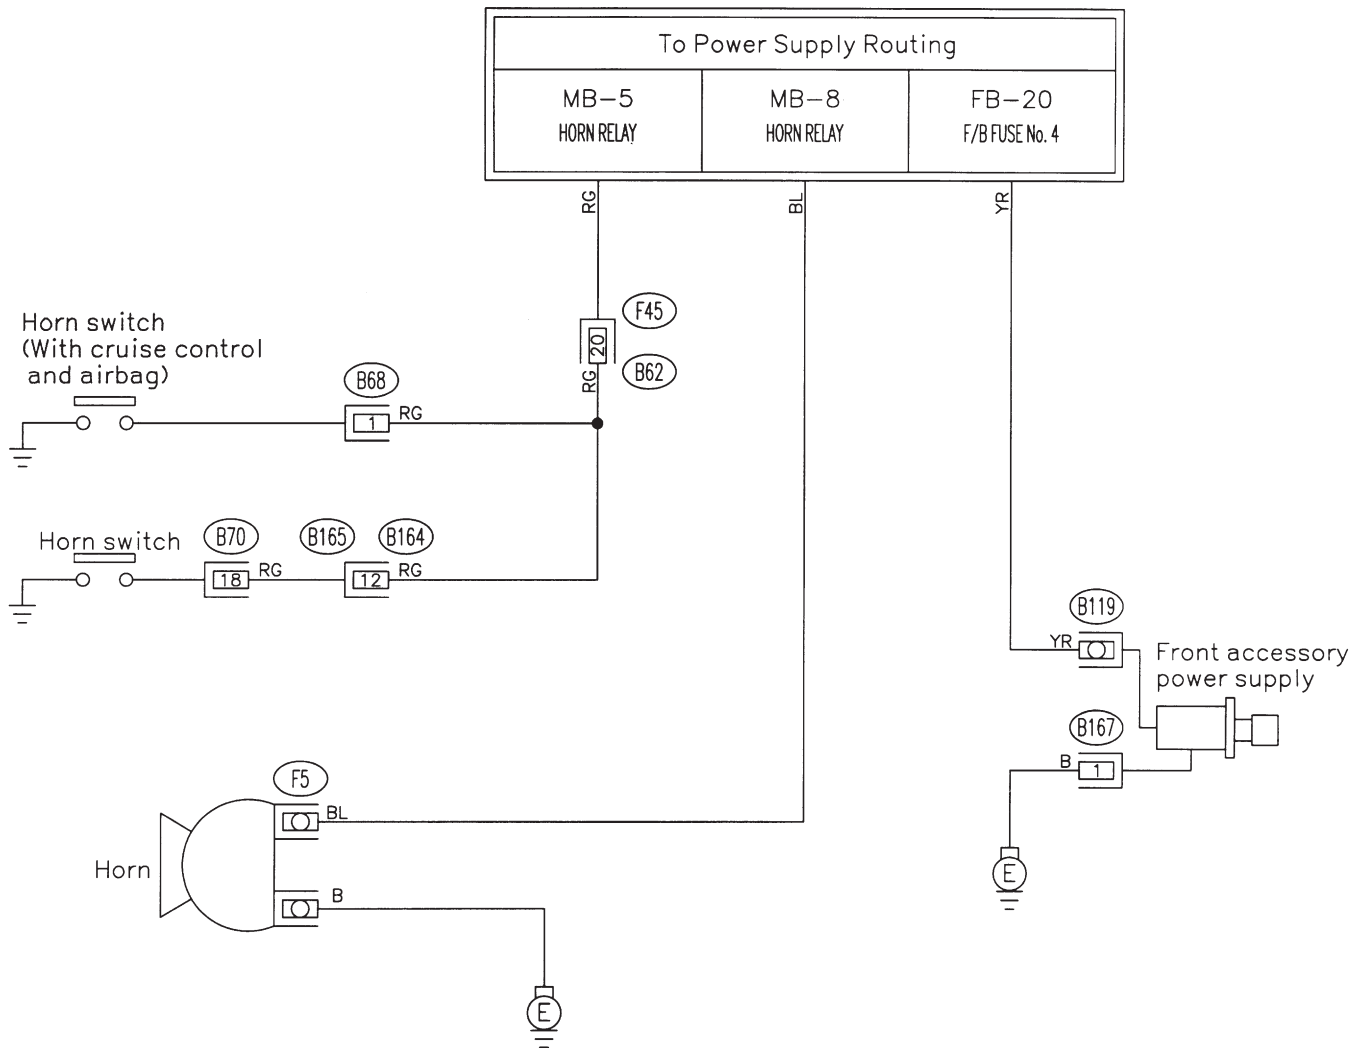 To Power Supply Routing
MB-5
HORN RELAY
MB-8
HORN RELAY
FB-20
F/B FUSE No. 4
RG
BL
YR
F45
20
B62
RG
Horn switch
(With cruise control
and airbag)
B68
1
RG
Horn switch
B70
18
RG
B165
B164
12
RG
B119
YR
Front accessory
power supply
B167
B
1
E
F5
BL
Horn
B
E